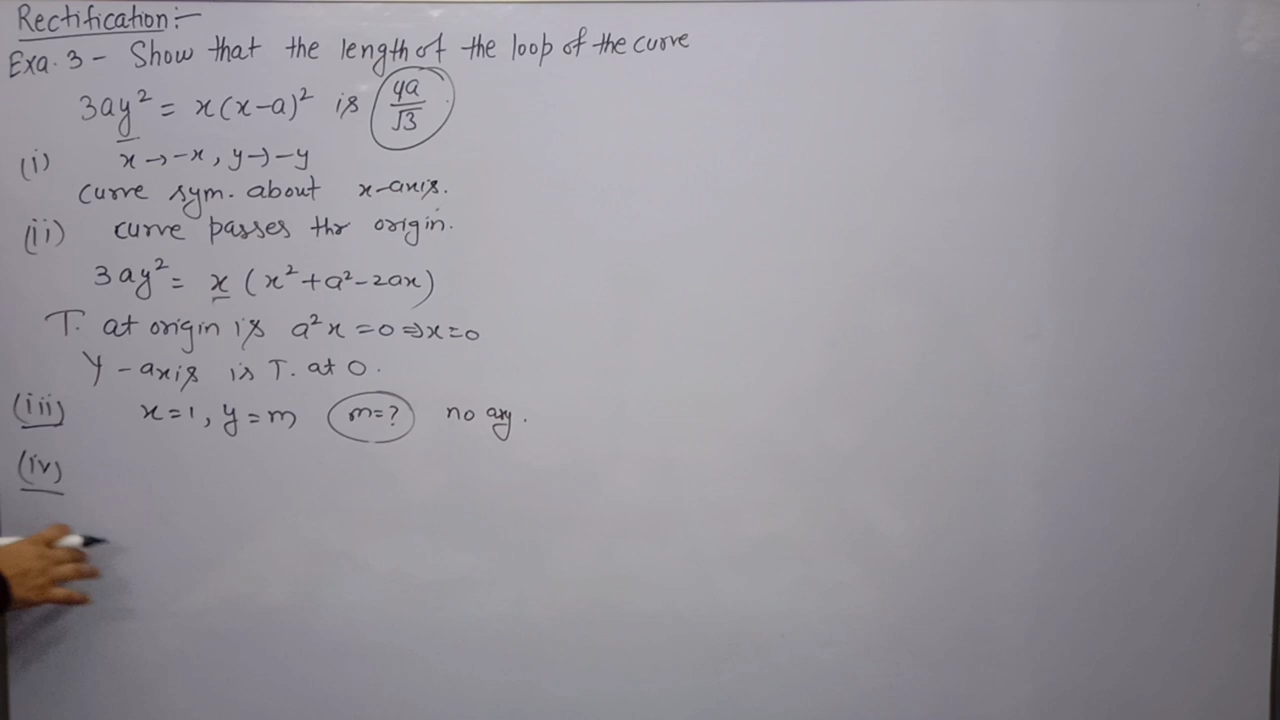 Rectification:-
Exa. 3 - Show that the length of the loop of the curve
3ay² = x(x-a)² is 4a/√3
(i) x → -x, y → -y
Curve sym. about x-axis.
(ii) curve passes thr origin.
3ay² = x (x²+a²-2ax)
T. at origin is a²x = 0 ⇒ x=0
Y-axis is T. at O.
(iii) x=1, y=m m=? no asy.
(iv)